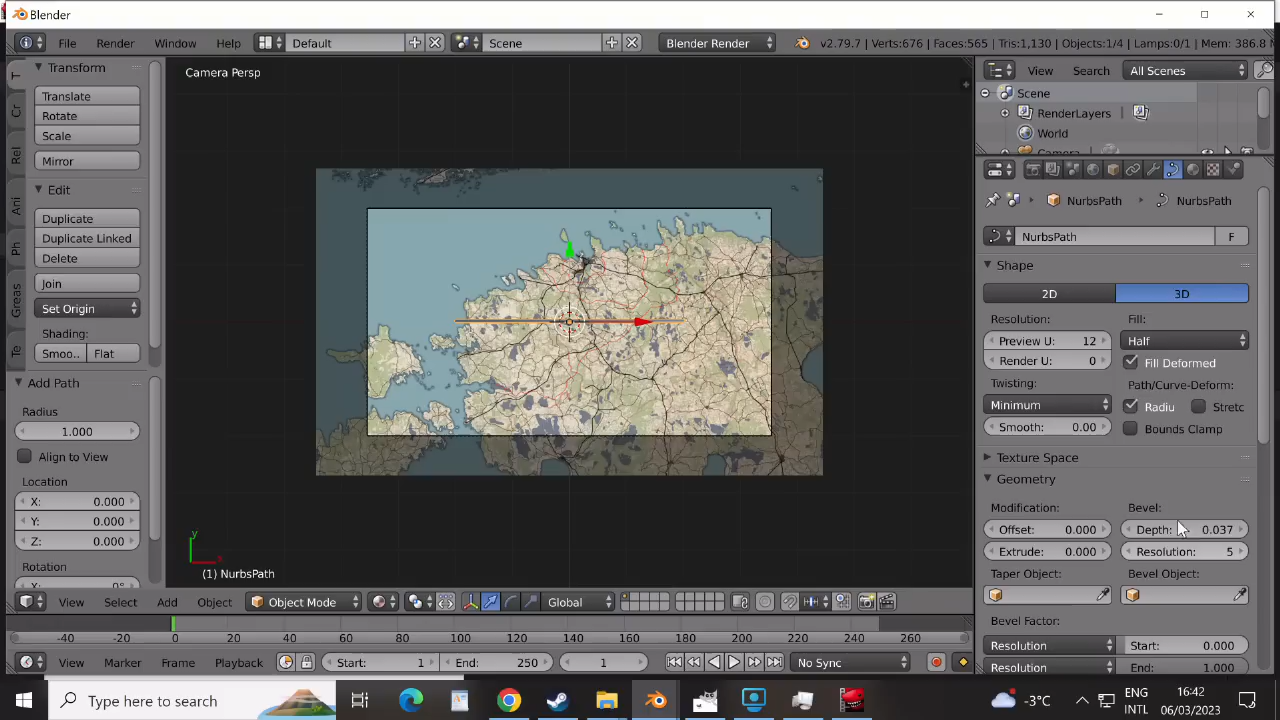 Blender
File Render Window Help Default Scene Blender Render v2.79.7 | Verts:676 | Faces:565 | Tris:1,130 | Objects:1/4 | Lamps:0/1 | Mem: 386.8
Camera Persp
View Search All Scenes
Scene
RenderLayers
World
Camera
T
Cr
Rel
Ani
Ph
Greas
Te
Transform
Translate
Rotate
Scale
Mirror
Edit
Duplicate
Duplicate Linked
Delete
Join
Set Origin
Shading:
Smoo.. Flat
Add Path
Radius
1.000
Align to View
Location
X: 0.000
Y: 0.000
Z: 0.000
Rotation
X: 0°
y
x
(1) NurbsPath
NurbsPath NurbsPath
NurbsPath F
Shape
2D 3D
Resolution: Fill:
Preview U: 12 Half
Render U: 0 Fill Deformed
Twisting: Path/Curve-Deform:
Minimum Radiu Stretc
Smooth: 0.00 Bounds Clamp
Texture Space
Geometry
Modification: Bevel:
Offset: 0.000 Depth: 0.037
Extrude: 0.000 Resolution: 5
Taper Object: Bevel Object:
Bevel Factor:
Resolution Start: 0.000
Resolution End: 1.000
View Select Add Object Object Mode Global
-40 -20 0 20 40 60 80 100 120 140 160 180 200 220 240 260
View Marker Frame Playback Start: 1 End: 250 1 No Sync
Type here to search
-3°C
ENG
INTL
16:42
06/03/2023